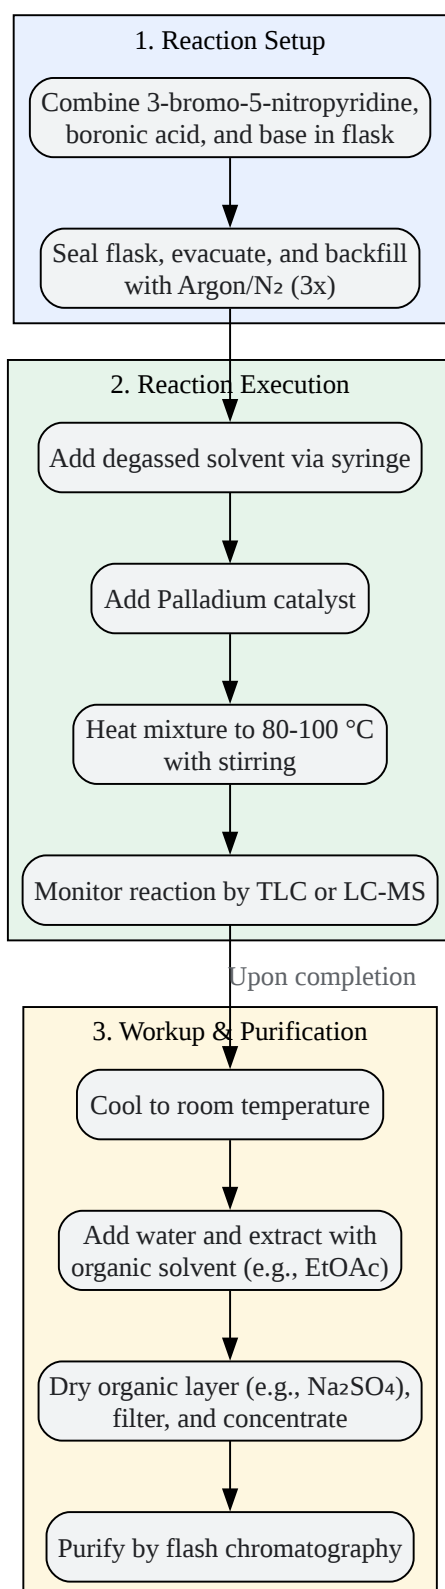 1. Reaction Setup
Combine 3-bromo-5-nitropyridine,
boronic acid, and base in flask
Seal flask, evacuate, and backfill
with Argon/N₂ (3x)
2. Reaction Execution
Add degassed solvent via syringe
Add Palladium catalyst
Heat mixture to 80-100 °C
with stirring
Monitor reaction by TLC or LC-MS
Upon completion
3. Workup & Purification
Cool to room temperature
Add water and extract with
organic solvent (e.g., EtOAc)
Dry organic layer (e.g., Na₂SO₄),
filter, and concentrate
Purify by flash chromatography